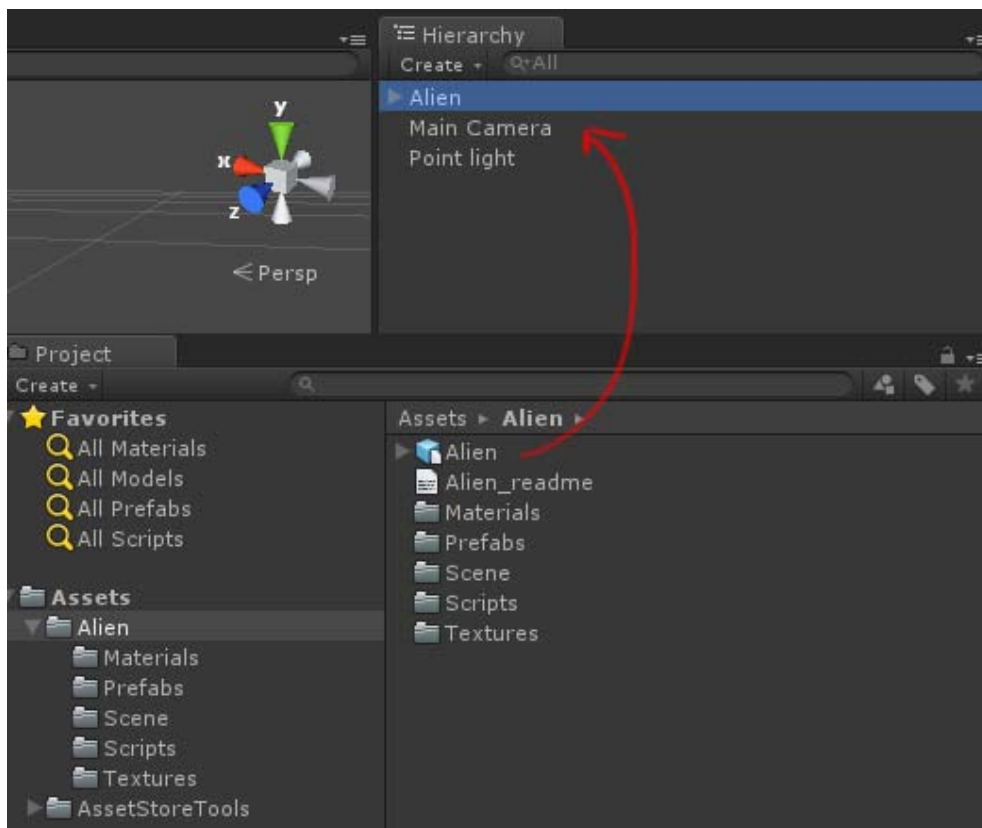 Hierarchy
Create All
Alien
Main Camera
Point light
y
x
z
Persp
Project
Create
Favorites
All Materials
All Models
All Prefabs
All Scripts
Assets
Alien
Materials
Prefabs
Scene
Scripts
Textures
AssetStoreTools
Assets Alien
Alien
Alien_readme
Materials
Prefabs
Scene
Scripts
Textures